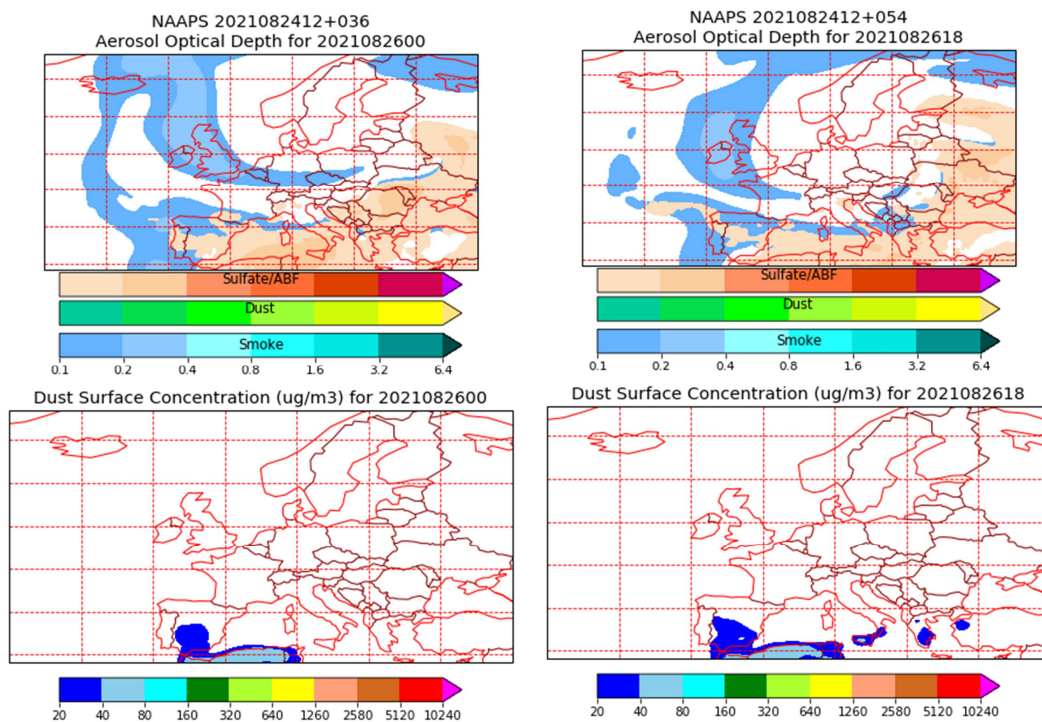 NAAPS 2021082412+036
Aerosol Optical Depth for 2021082600
Sulfate/ABF
Dust
Smoke
0.1 0.2 0.4 0.8 1.6 3.2 6.4
NAAPS 2021082412+054
Aerosol Optical Depth for 2021082618
Sulfate/ABF
Dust
Smoke
0.1 0.2 0.4 0.8 1.6 3.2 6.4
Dust Surface Concentration (ug/m3) for 2021082600
20 40 80 160 320 640 1260 2580 5120 10240
Dust Surface Concentration (ug/m3) for 2021082618
20 40 80 160 320 640 1260 2580 5120 10240